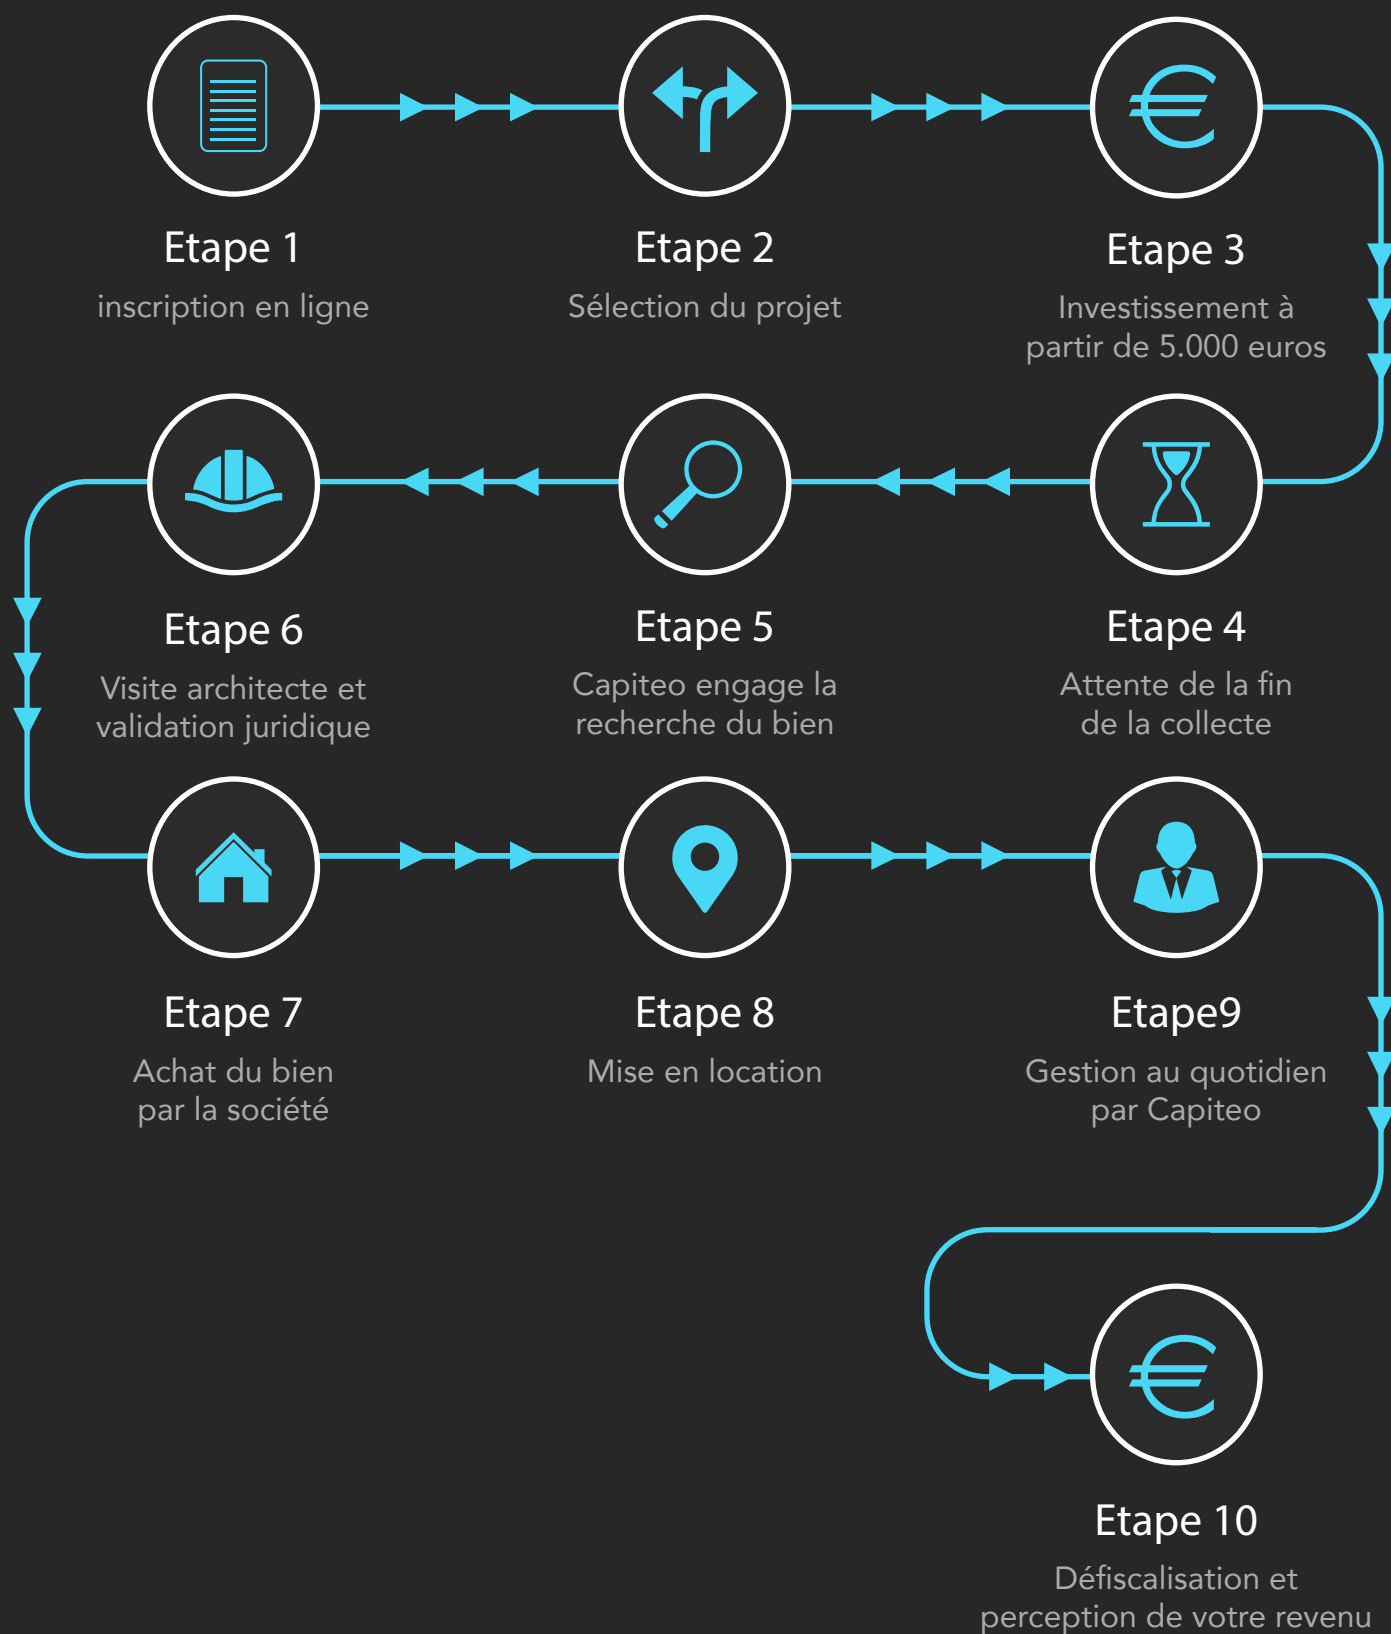 Etape 1
inscription en ligne
Etape 2
Sélection du projet
Etape 3
Investissement à
partir de 5.000 euros
Etape 4
Attente de la fin
de la collecte
Etape 5
Capiteo engage la
recherche du bien
Etape 6
Visite architecte et
validation juridique
Etape 7
Achat du bien
par la société
Etape 8
Mise en location
Etape9
Gestion au quotidien
par Capiteo
Etape 10
Défiscalisation et
perception de votre revenu